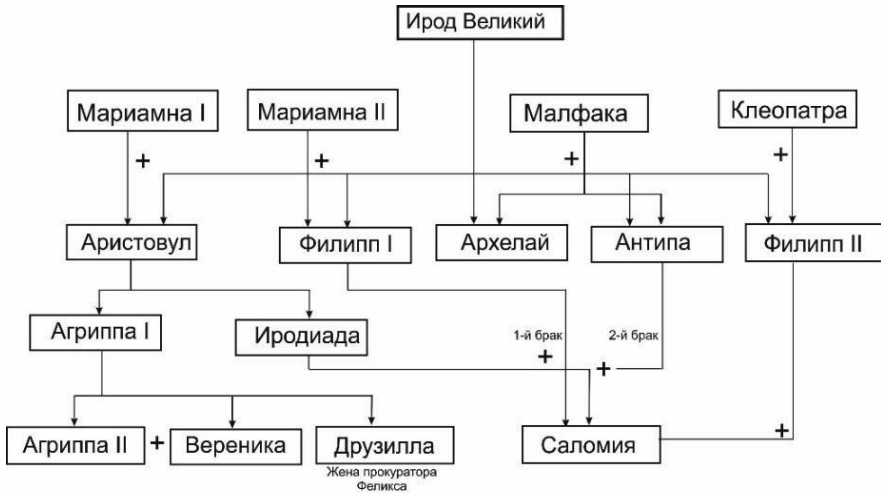 Ирод Великий
Мариамна I
Мариамна II
Малфака
Клеопатра
+
+
+
+
Аристовул
Филипп I
Архелай
Антипа
Филипп II
Агриппа I
Иродиада
1-й брак
2-й брак
+
+
Агриппа II
+
Вереника
Друзилла
Саломия
+
Жена прокуратора
Феликса